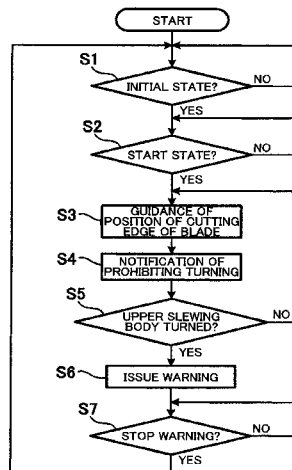 START
S1
INITIAL STATE?
NO
YES
S2
START STATE?
NO
YES
S3
GUIDANCE OF
POSITION OF CUTTING
EDGE OF BLADE
S4
NOTIFICATION OF
PROHIBITING TURNING
S5
UPPER SLEWING
BODY TURNED?
NO
YES
S6
ISSUE WARNING
S7
STOP WARNING?
NO
YES